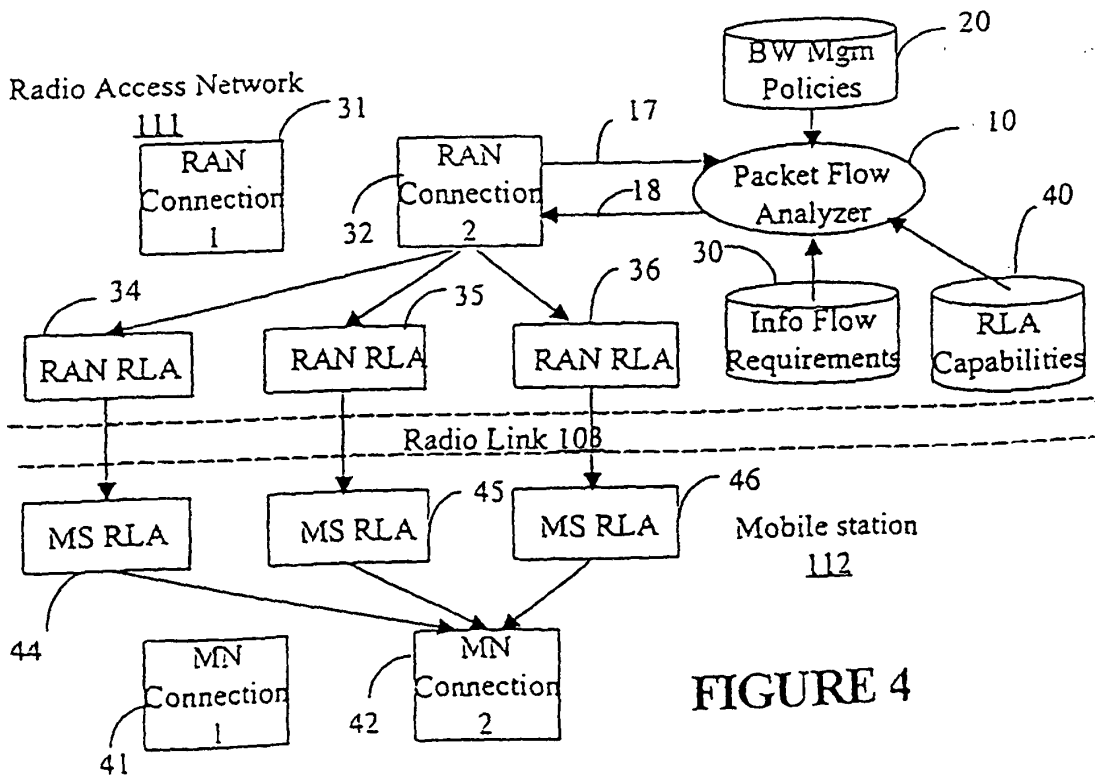 20
BW Mgm
Policies
Radio Access Network
111
31
17
10
RAN
Connection
1
RAN
Connection
2
32
18
Packet Flow
Analyzer
40
34
35
36
30
RAN RLA
RAN RLA
RAN RLA
Info Flow
Requirements
RLA
Capabilities
Radio Link 108
MS RLA
MS RLA
45
MS RLA
46
Mobile station
112
44
MN
Connection
1
41
42
MN
Connection
2
FIGURE 4